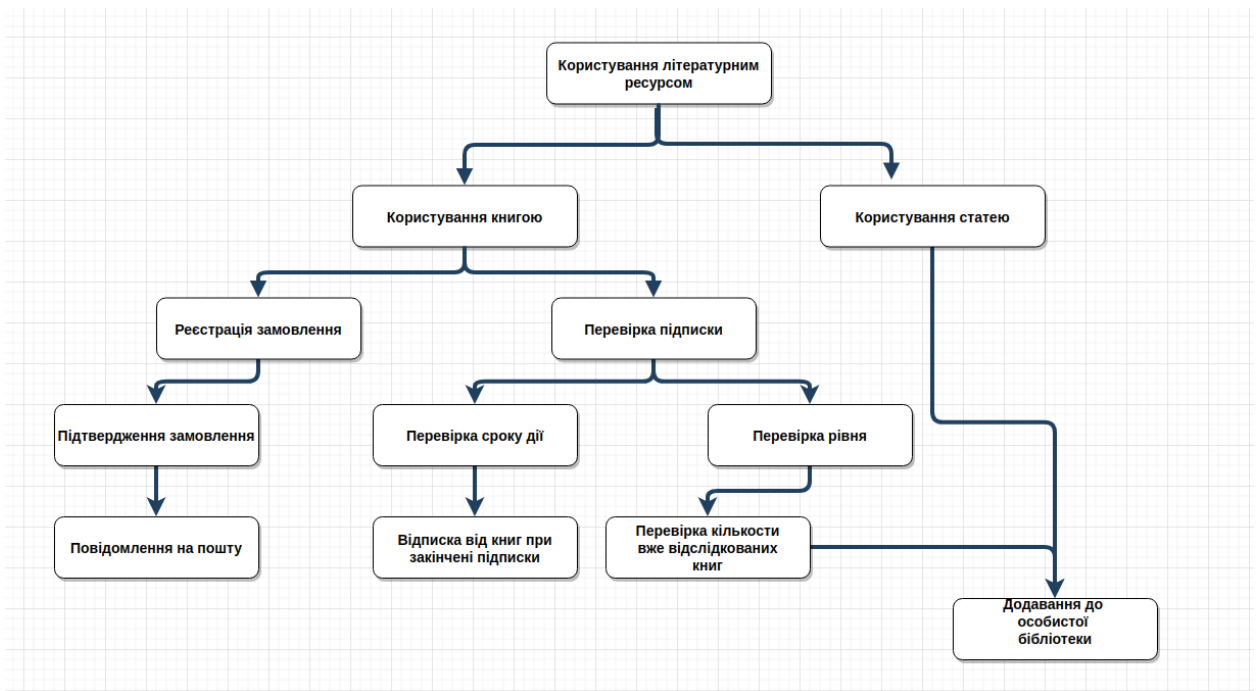 Користування літературним
ресурсом
Користування книгою
Користування статею
Реєстрація замовлення
Перевірка підписки
Підтвердження замовлення
Перевірка сроку дії
Перевірка рівня
Повідомлення на пошту
Відписка від книг при
закінчені підписки
Перевірка кількости
вже відслідкованих
книг
Додавання до
особистої
бібліотеки